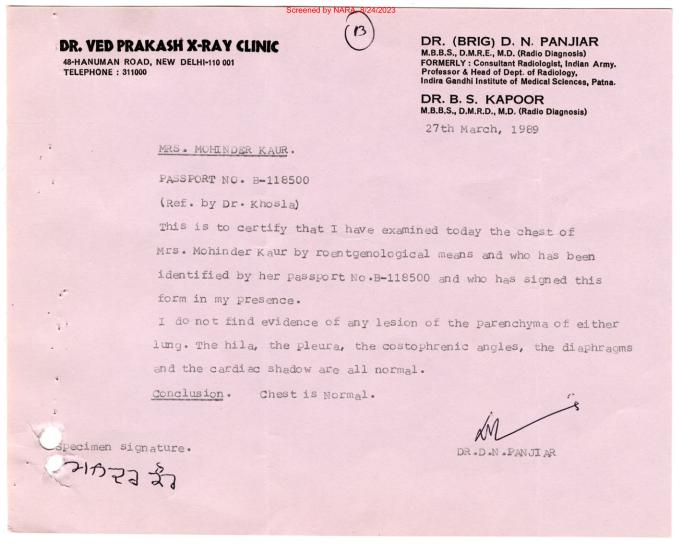 Screened by NARA, 8/24/2023
B
DR. VED PRAKASH X-RAY CLINIC
48-HANUMAN ROAD, NEW DELHI-110 001
TELEPHONE : 311000
DR. (BRIG) D. N. PANJIAR
M.B.B.S., D.M.R.E., M.D. (Radio Diagnosis)
FORMERLY : Consultant Radiologist, Indian Army.
Professor & Head of Dept. of Radiology,
Indira Gandhi Institute of Medical Sciences, Patna.
DR. B. S. KAPOOR
M.B.B.S., D.M.R.D., M.D. (Radio Diagnosis)
27th March, 1989
MRS. MOHINDER KAUR.
PASSPORT NO. B-118500
(Ref. by Dr. Khosla)
This is to certify that I have examined today the chest of
Mrs. Mohinder Kaur by roentgenological means and who has been
identified by her passport No.B-118500 and who has signed this
form in my presence.
I do not find evidence of any lesion of the parenchyma of either
lung. The hila, the pleura, the costophrenic angles, the diaphragms
and the cardiac shadow are all normal.
Conclusion. Chest is Normal.
DR.D.N.PANJIAR
Specimen signature.